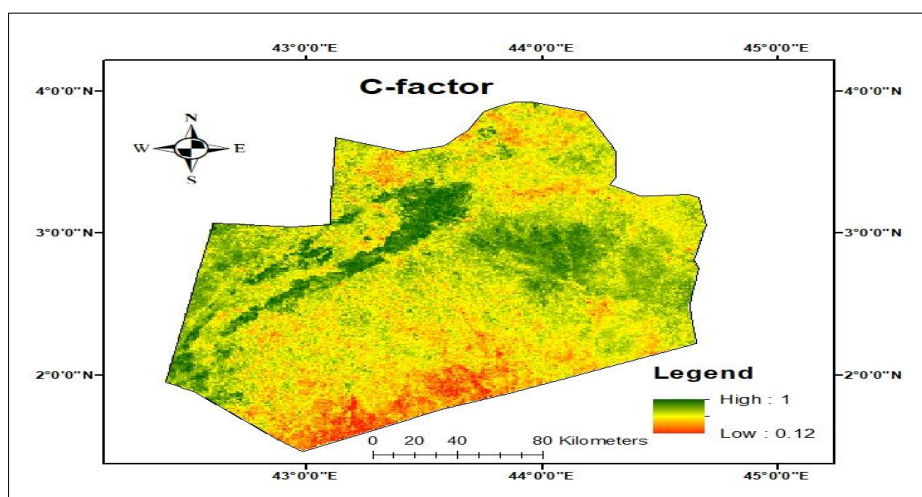 43°0'0"E 44°0'0"E 45°0'0"E
C-factor
4°0'0"N 4°0'0"N
N
W E
S
3°0'0"N 3°0'0"N
2°0'0"N 2°0'0"N
Legend
High : 1
Low : 0.12
0 20 40 80 Kilometers
43°0'0"E 44°0'0"E 45°0'0"E